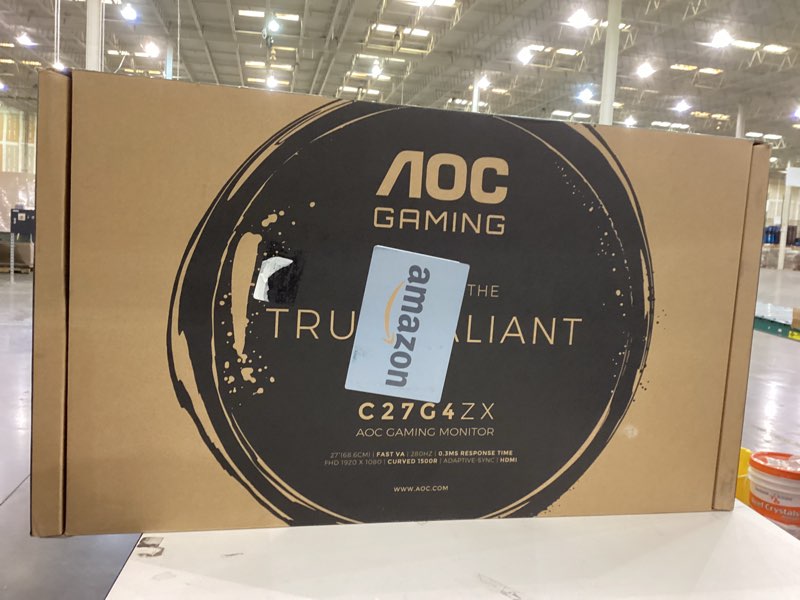 AOC
GAMING
THE
TRU
LIANT
amazon
C27G4ZX
AOC GAMING MONITOR
27"(68.6CM) | FAST VA | 280HZ | 0.3MS RESPONSE TIME
FHD 1920 X 1080 | CURVED 1500R | ADAPTIVE-SYNC | HDMI
WWW.AOC.COM